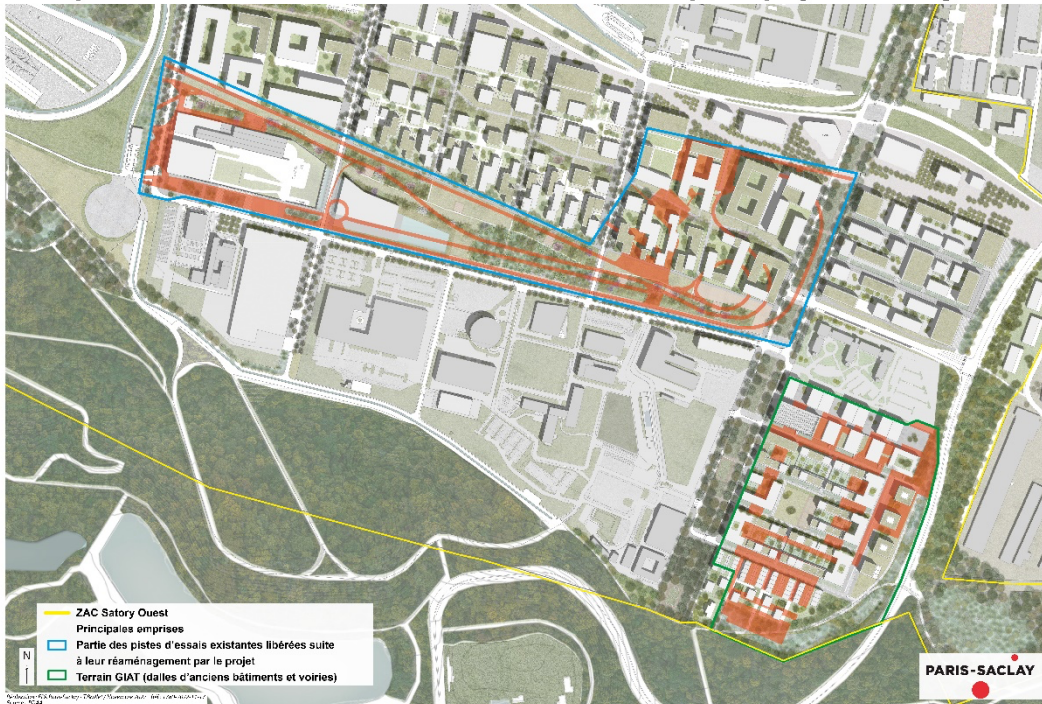 ZAC Satory Ouest
Principales emprises
Partie des pistes d'essais existantes libérées suite
à leur réaménagement par le projet
Terrain GIAT (dalles d'anciens bâtiments et voiries)
N
PARIS-SACLAY